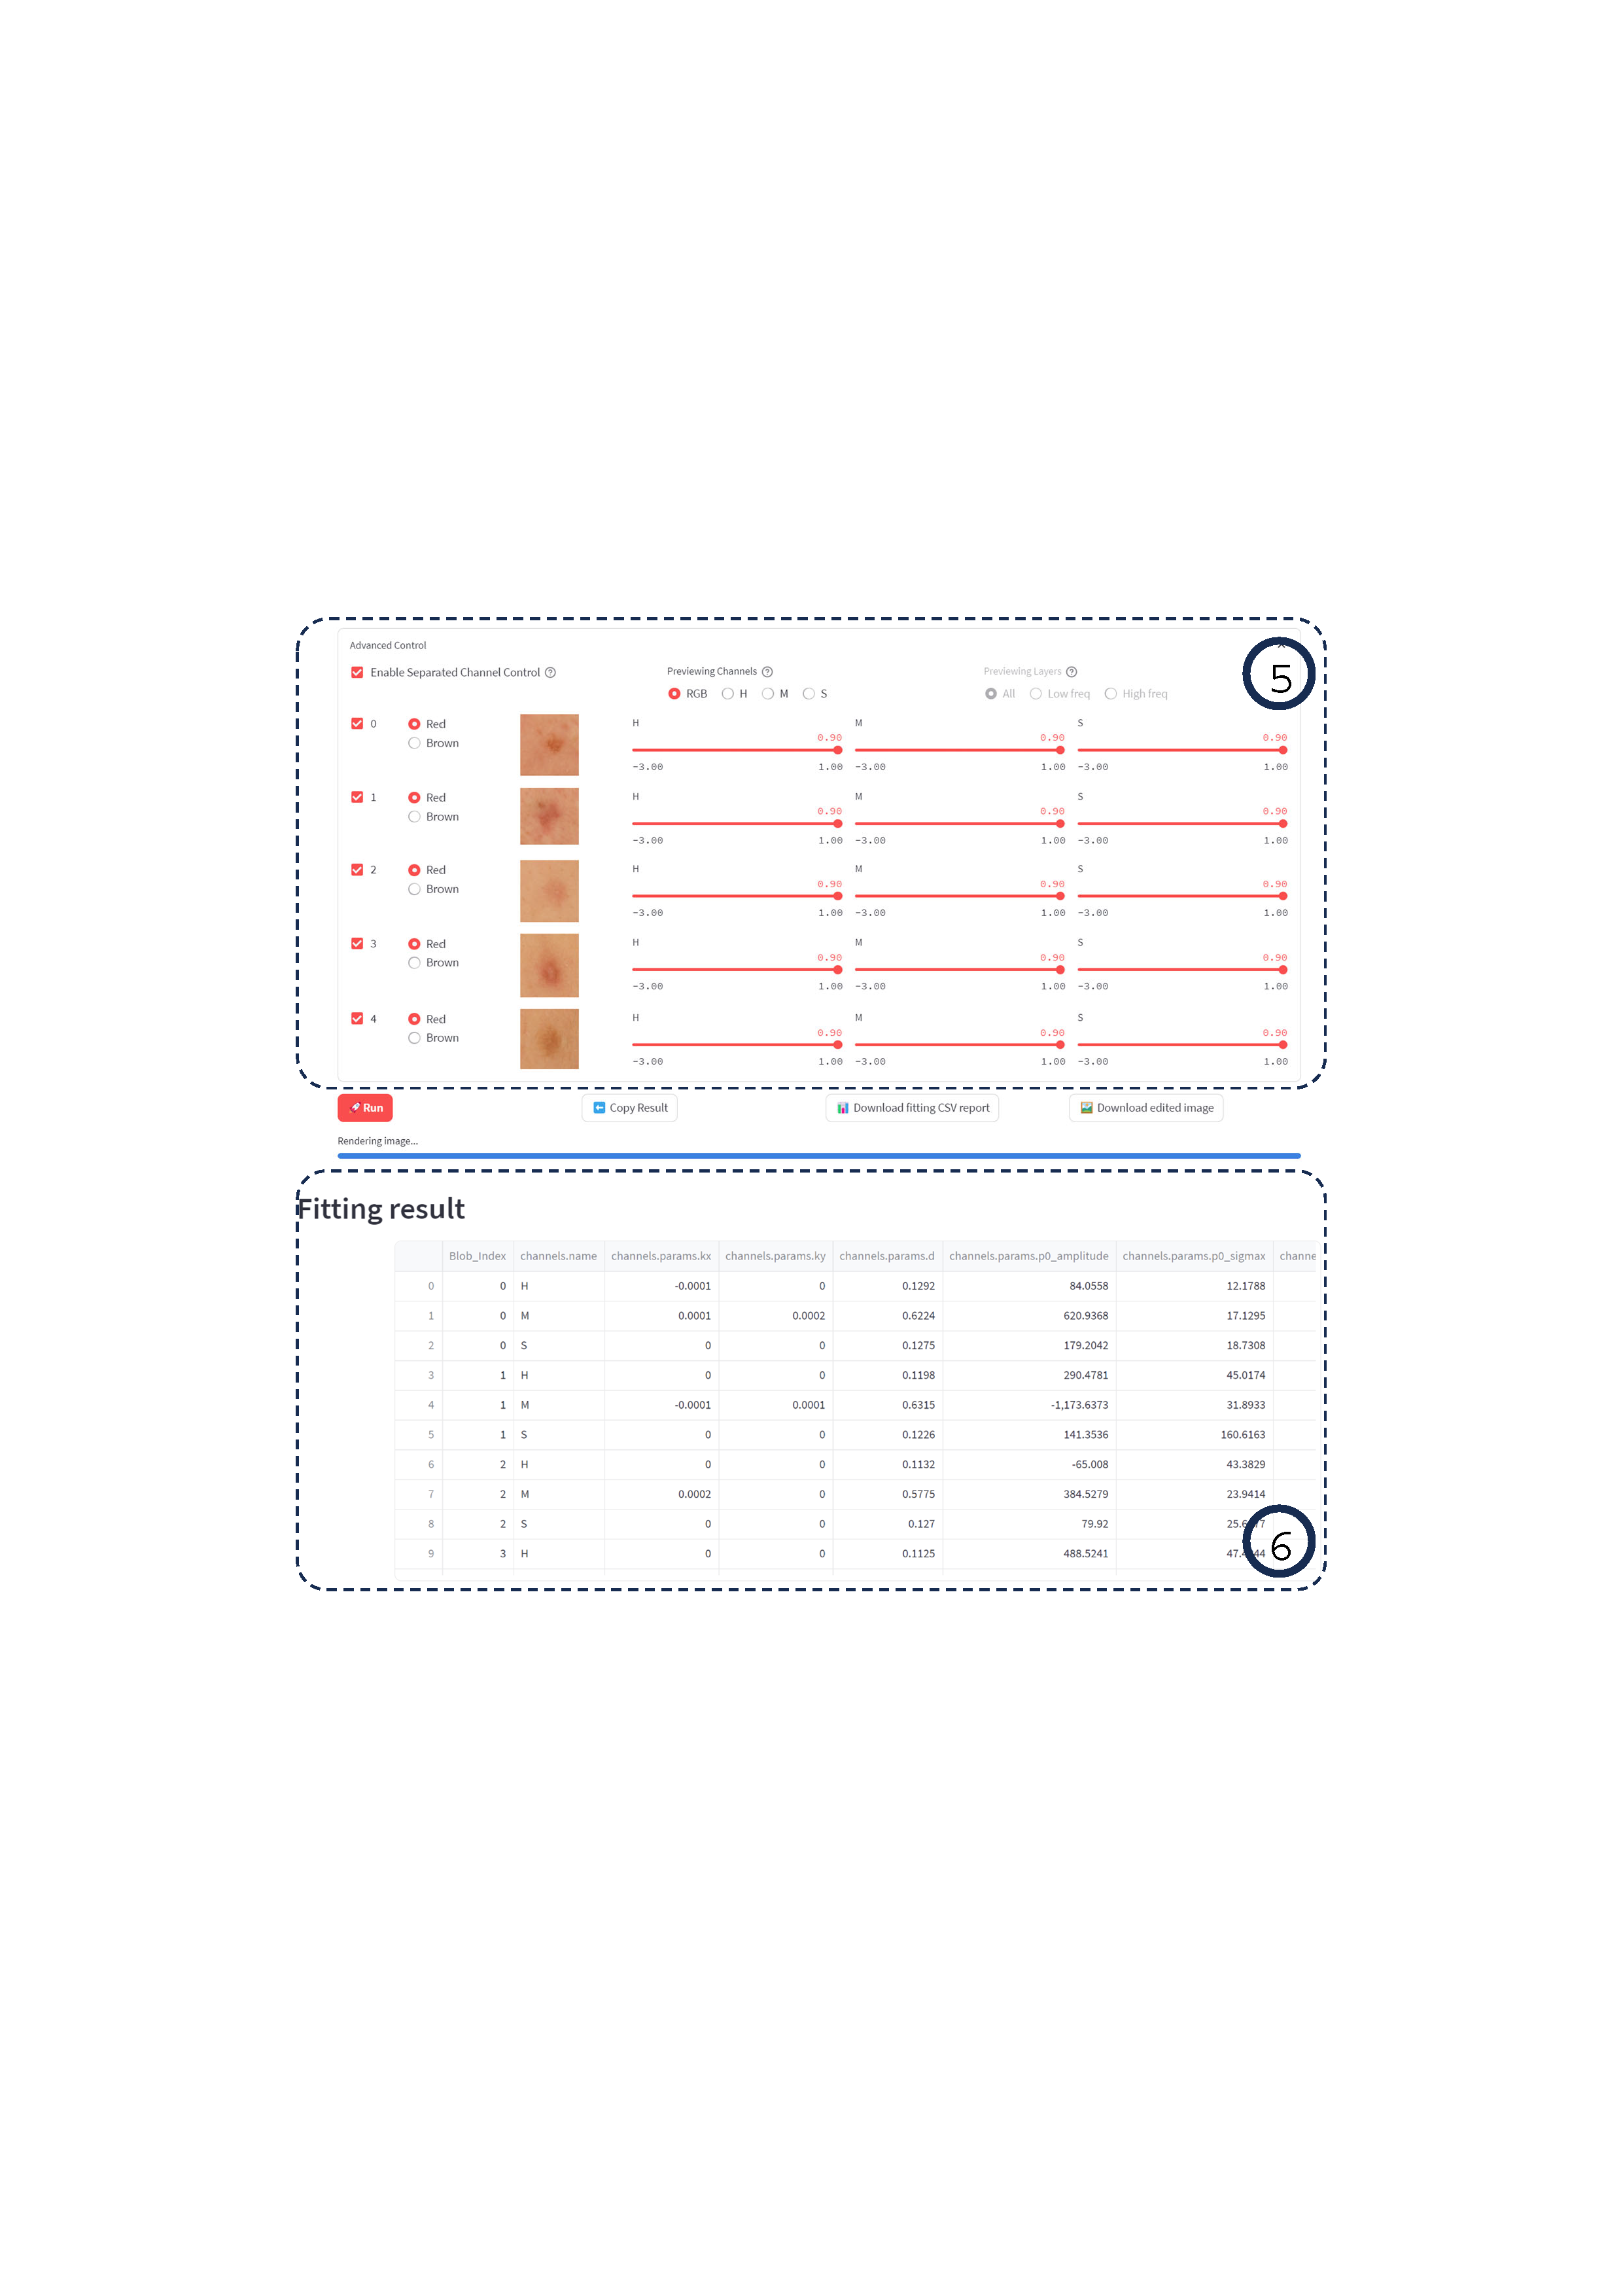 Advanced Control
Enable Separated Channel Control Previewing Channels Previewing Layers 5
RGB H M S All Low freq High freq
0 Red H M S
Brown 0.90 0.90 0.90
-3.00 1.00 -3.00 1.00 -3.00 1.00
1 Red H M S
Brown 0.90 0.90 0.90
-3.00 1.00 -3.00 1.00 -3.00 1.00
2 Red H M S
Brown 0.90 0.90 0.90
-3.00 1.00 -3.00 1.00 -3.00 1.00
3 Red H M S
Brown 0.90 0.90 0.90
-3.00 1.00 -3.00 1.00 -3.00 1.00
4 Red H M S
Brown 0.90 0.90 0.90
-3.00 1.00 -3.00 1.00 -3.00 1.00
Run Copy Result Download fitting CSV report Download edited image
Rendering image...
Fitting result
Blob_Index channels.name channels.params.kx channels.params.ky channels.params.d channels.params.p0_amplitude channels.params.p0_sigmax channe
0 0 H -0.0001 0 0.1292 84.0558 12.1788
1 0 M 0.0001 0.0002 0.6224 620.9368 17.1295
2 0 S 0 0 0.1275 179.2042 18.7308
3 1 H 0 0 0.1198 290.4781 45.0174
4 1 M -0.0001 0.0001 0.6315 -1,173.6373 31.8933
5 1 S 0 0 0.1226 141.3536 160.6163
6 2 H 0 0 0.1132 -65.008 43.3829
7 2 M 0.0002 0 0.5775 384.5279 23.9414
8 2 S 0 0 0.127 79.92
9 3 H 0 0 0.1125 488.5241
6